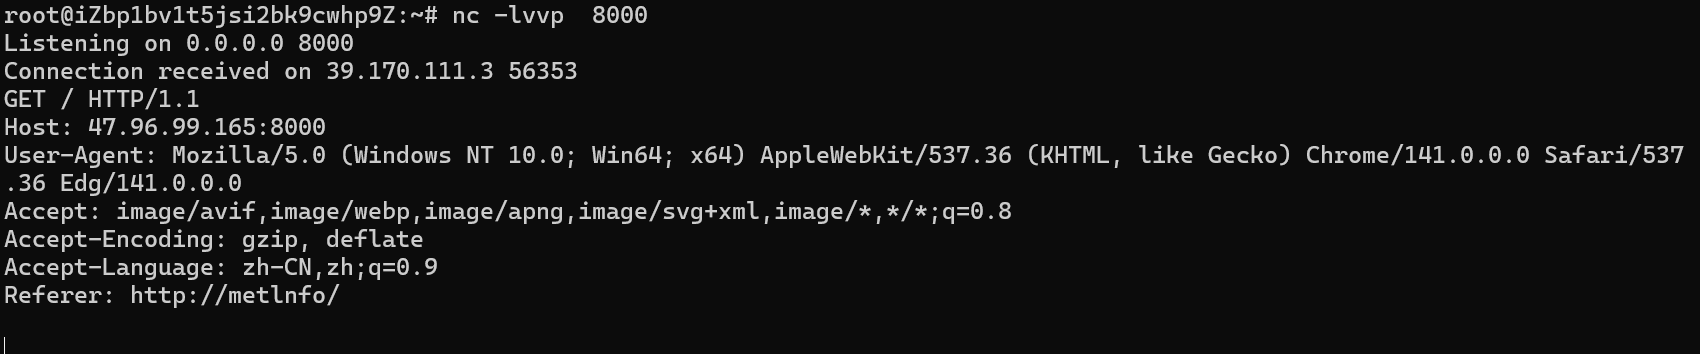 root@iZbp1bv1t5jsi2bk9cwhp9Z:~# nc -lvvp  8000
Listening on 0.0.0.0 8000
Connection received on 39.170.111.3 56353
GET / HTTP/1.1
Host: 47.96.99.165:8000
User-Agent: Mozilla/5.0 (Windows NT 10.0; Win64; x64) AppleWebKit/537.36 (KHTML, like Gecko) Chrome/141.0.0.0 Safari/537
.36 Edg/141.0.0.0
Accept: image/avif,image/webp,image/apng,image/svg+xml,image/*,*/*;q=0.8
Accept-Encoding: gzip, deflate
Accept-Language: zh-CN,zh;q=0.9
Referer: http://metlnfo/